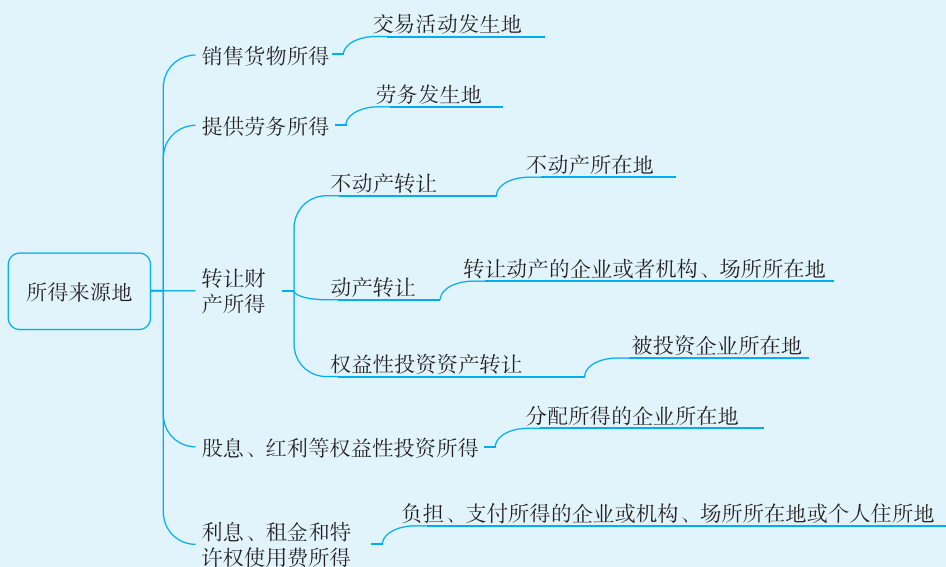 交易活动发生地
销售货物所得
劳务发生地
提供劳务所得
不动产所在地
不动产转让
转让动产的企业或者机构、场所所在地
转让财
产所得
动产转让
所得来源地
被投资企业所在地
权益性投资资产转让
分配所得的企业所在地
股息、红利等权益性投资所得
负担、支付所得的企业或机构、场所所在地或个人住所地
利息、租金和特
许权使用费所得